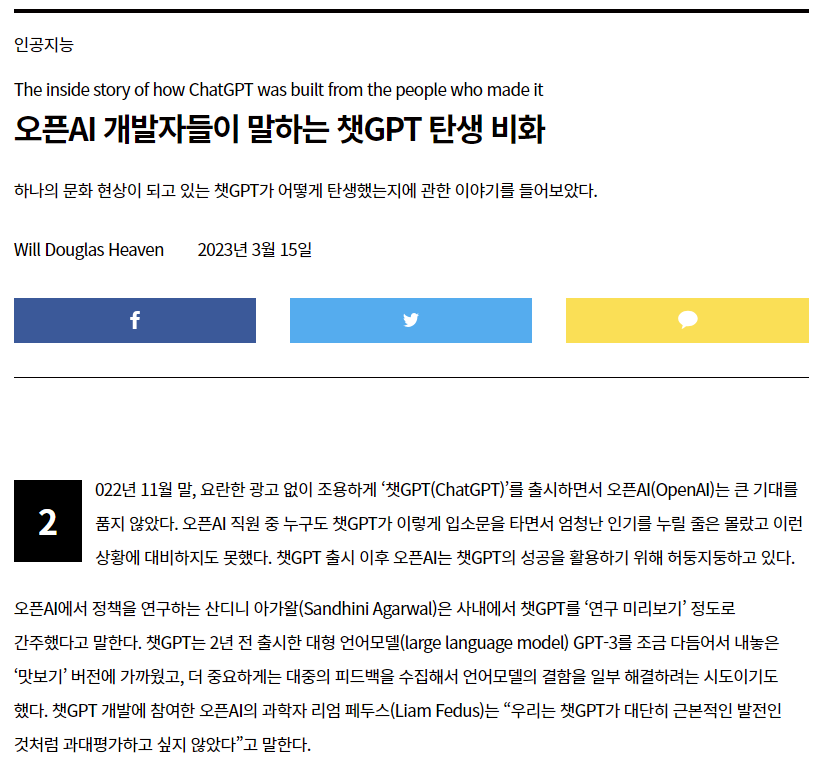 인공지능
The inside story of how ChatGPT was built from the people who made it
오픈AI 개발자들이 말하는 챗GPT 탄생 비화
하나의 문화 현상이 되고 있는 챗GPT가 어떻게 탄생했는지에 관한 이야기를 들어보았다.
Will Douglas Heaven 2023년 3월 15일
f
2022년 11월 말, 요란한 광고 없이 조용하게 ‘챗GPT(ChatGPT)’를 출시하면서 오픈AI(OpenAI)는 큰 기대를
품지 않았다. 오픈AI 직원 중 누구도 챗GPT가 이렇게 입소문을 타면서 엄청난 인기를 누릴 줄은 몰랐고 이런
상황에 대비하지도 못했다. 챗GPT 출시 이후 오픈AI는 챗GPT의 성공을 활용하기 위해 허둥지둥하고 있다.
오픈AI에서 정책을 연구하는 산디니 아가왈(Sandhini Agarwal)은 사내에서 챗GPT를 ‘연구 미리보기’ 정도로
간주했다고 말한다. 챗GPT는 2년 전 출시한 대형 언어모델(large language model) GPT-3를 조금 다듬어서 내놓은
‘맛보기’ 버전에 가까웠고, 더 중요하게는 대중의 피드백을 수집해서 언어모델의 결함을 일부 해결하려는 시도이기도
했다. 챗GPT 개발에 참여한 오픈AI의 과학자 리엄 페두스(Liam Fedus)는 “우리는 챗GPT가 대단히 근본적인 발전인
것처럼 과대평가하고 싶지 않았다”고 말한다.